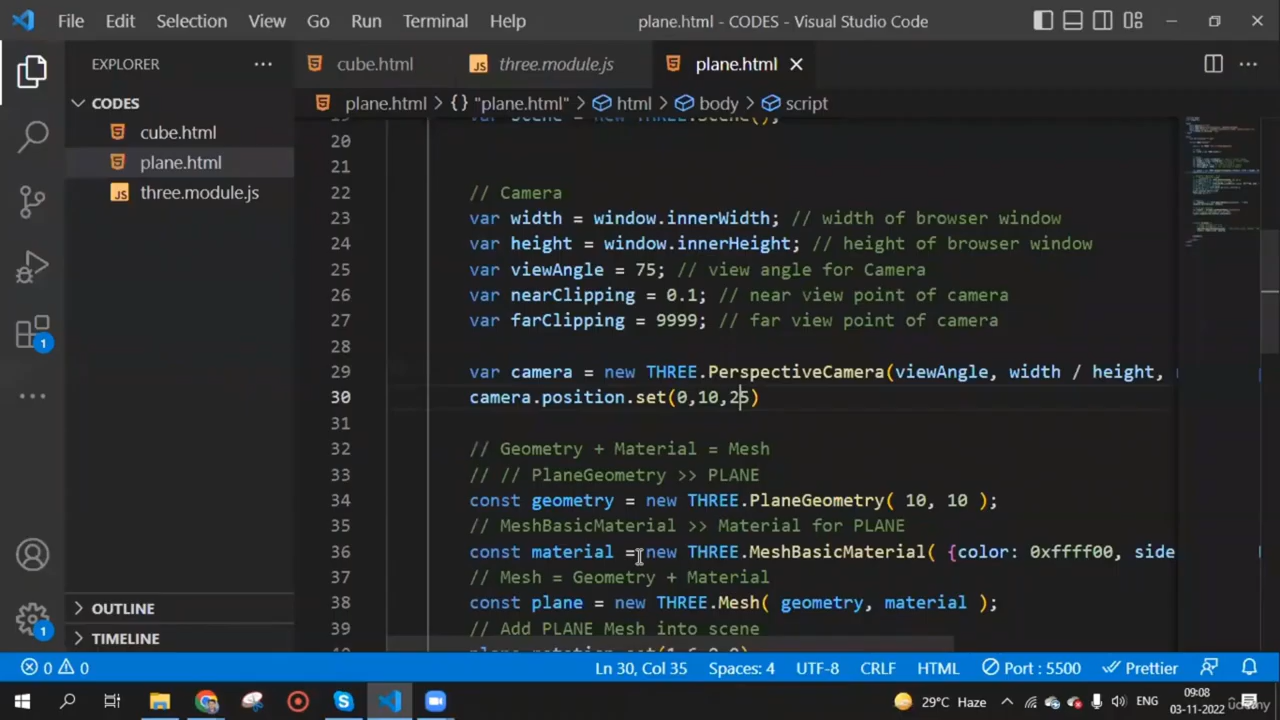 File Edit Selection View Go Run Terminal Help plane.html - CODES - Visual Studio Code
EXPLORER
cube.html three.module.js plane.html
CODES
plane.html > {} "plane.html" > html > body > script
cube.html
plane.html
three.module.js
19 var scene = new THREE.Scene();
20
21
22 // Camera
23 var width = window.innerWidth; // width of browser window
24 var height = window.innerHeight; // height of browser window
25 var viewAngle = 75; // view angle for Camera
26 var nearClipping = 0.1; // near view point of camera
27 var farClipping = 9999; // far view point of camera
28
29 var camera = new THREE.PerspectiveCamera(viewAngle, width / height,
30 camera.position.set(0,10,25)
31
32 // Geometry + Material = Mesh
33 // // PlaneGeometry >> PLANE
34 const geometry = new THREE.PlaneGeometry( 10, 10 );
35 // MeshBasicMaterial >> Material for PLANE
36 const material = new THREE.MeshBasicMaterial( {color: 0xffff00, side
37 // Mesh = Geometry + Material
38 const plane = new THREE.Mesh( geometry, material );
39 // Add PLANE Mesh into scene
1
1
OUTLINE
TIMELINE
0 0 Ln 30, Col 35 Spaces: 4 UTF-8 CRLF HTML Port : 5500 Prettier
29°C Haze ENG 09:08
03-11-2022
udemy